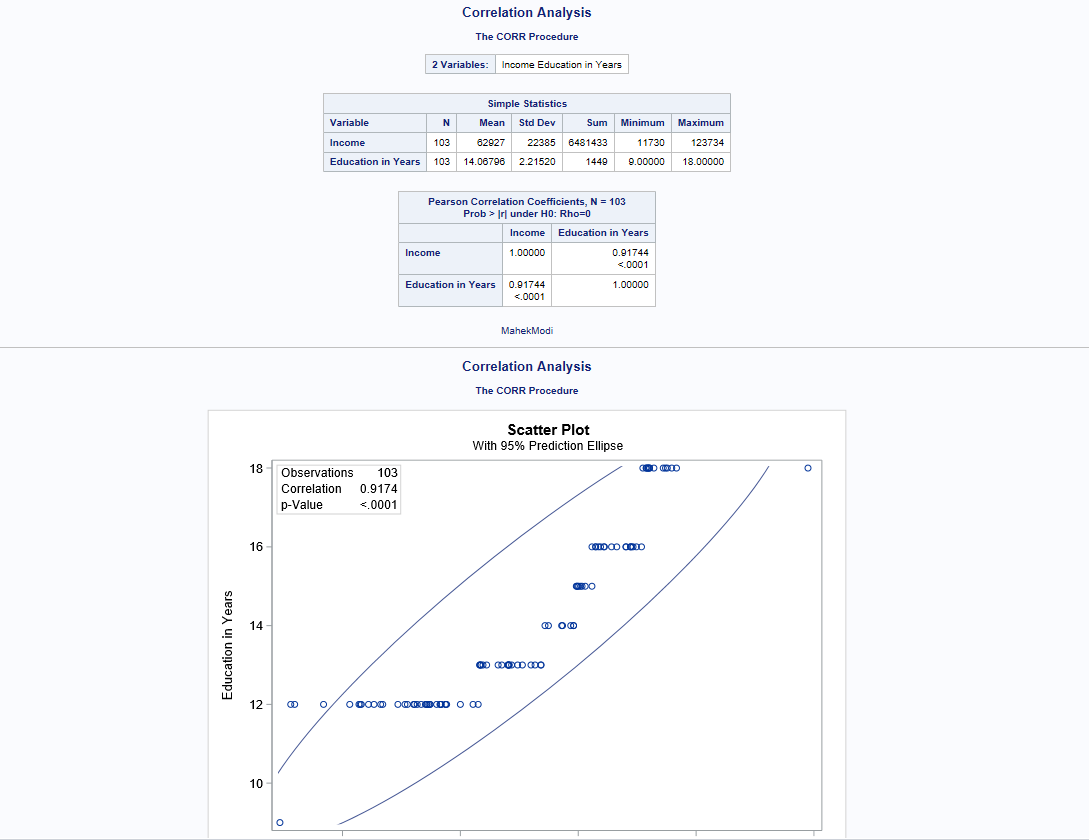 Correlation Analysis
The CORR Procedure
2 Variables: Income Education in Years
Simple Statistics
Variable N Mean Std Dev Sum Minimum Maximum
Income 103 62927 22385 6481433 11730 123734
Education in Years 103 14.06796 2.21520 1449 9.00000 18.00000
Pearson Correlation Coefficients, N = 103
Prob > |r| under H0: Rho=0
Income Education in Years
Income 1.00000 0.91744
<.0001
Education in Years 0.91744 1.00000
<.0001
MahekModi
Correlation Analysis
The CORR Procedure
Scatter Plot
With 95% Prediction Ellipse
Observations 103
Correlation 0.9174
p-Value <.0001
18
16
14
12
10
Education in Years